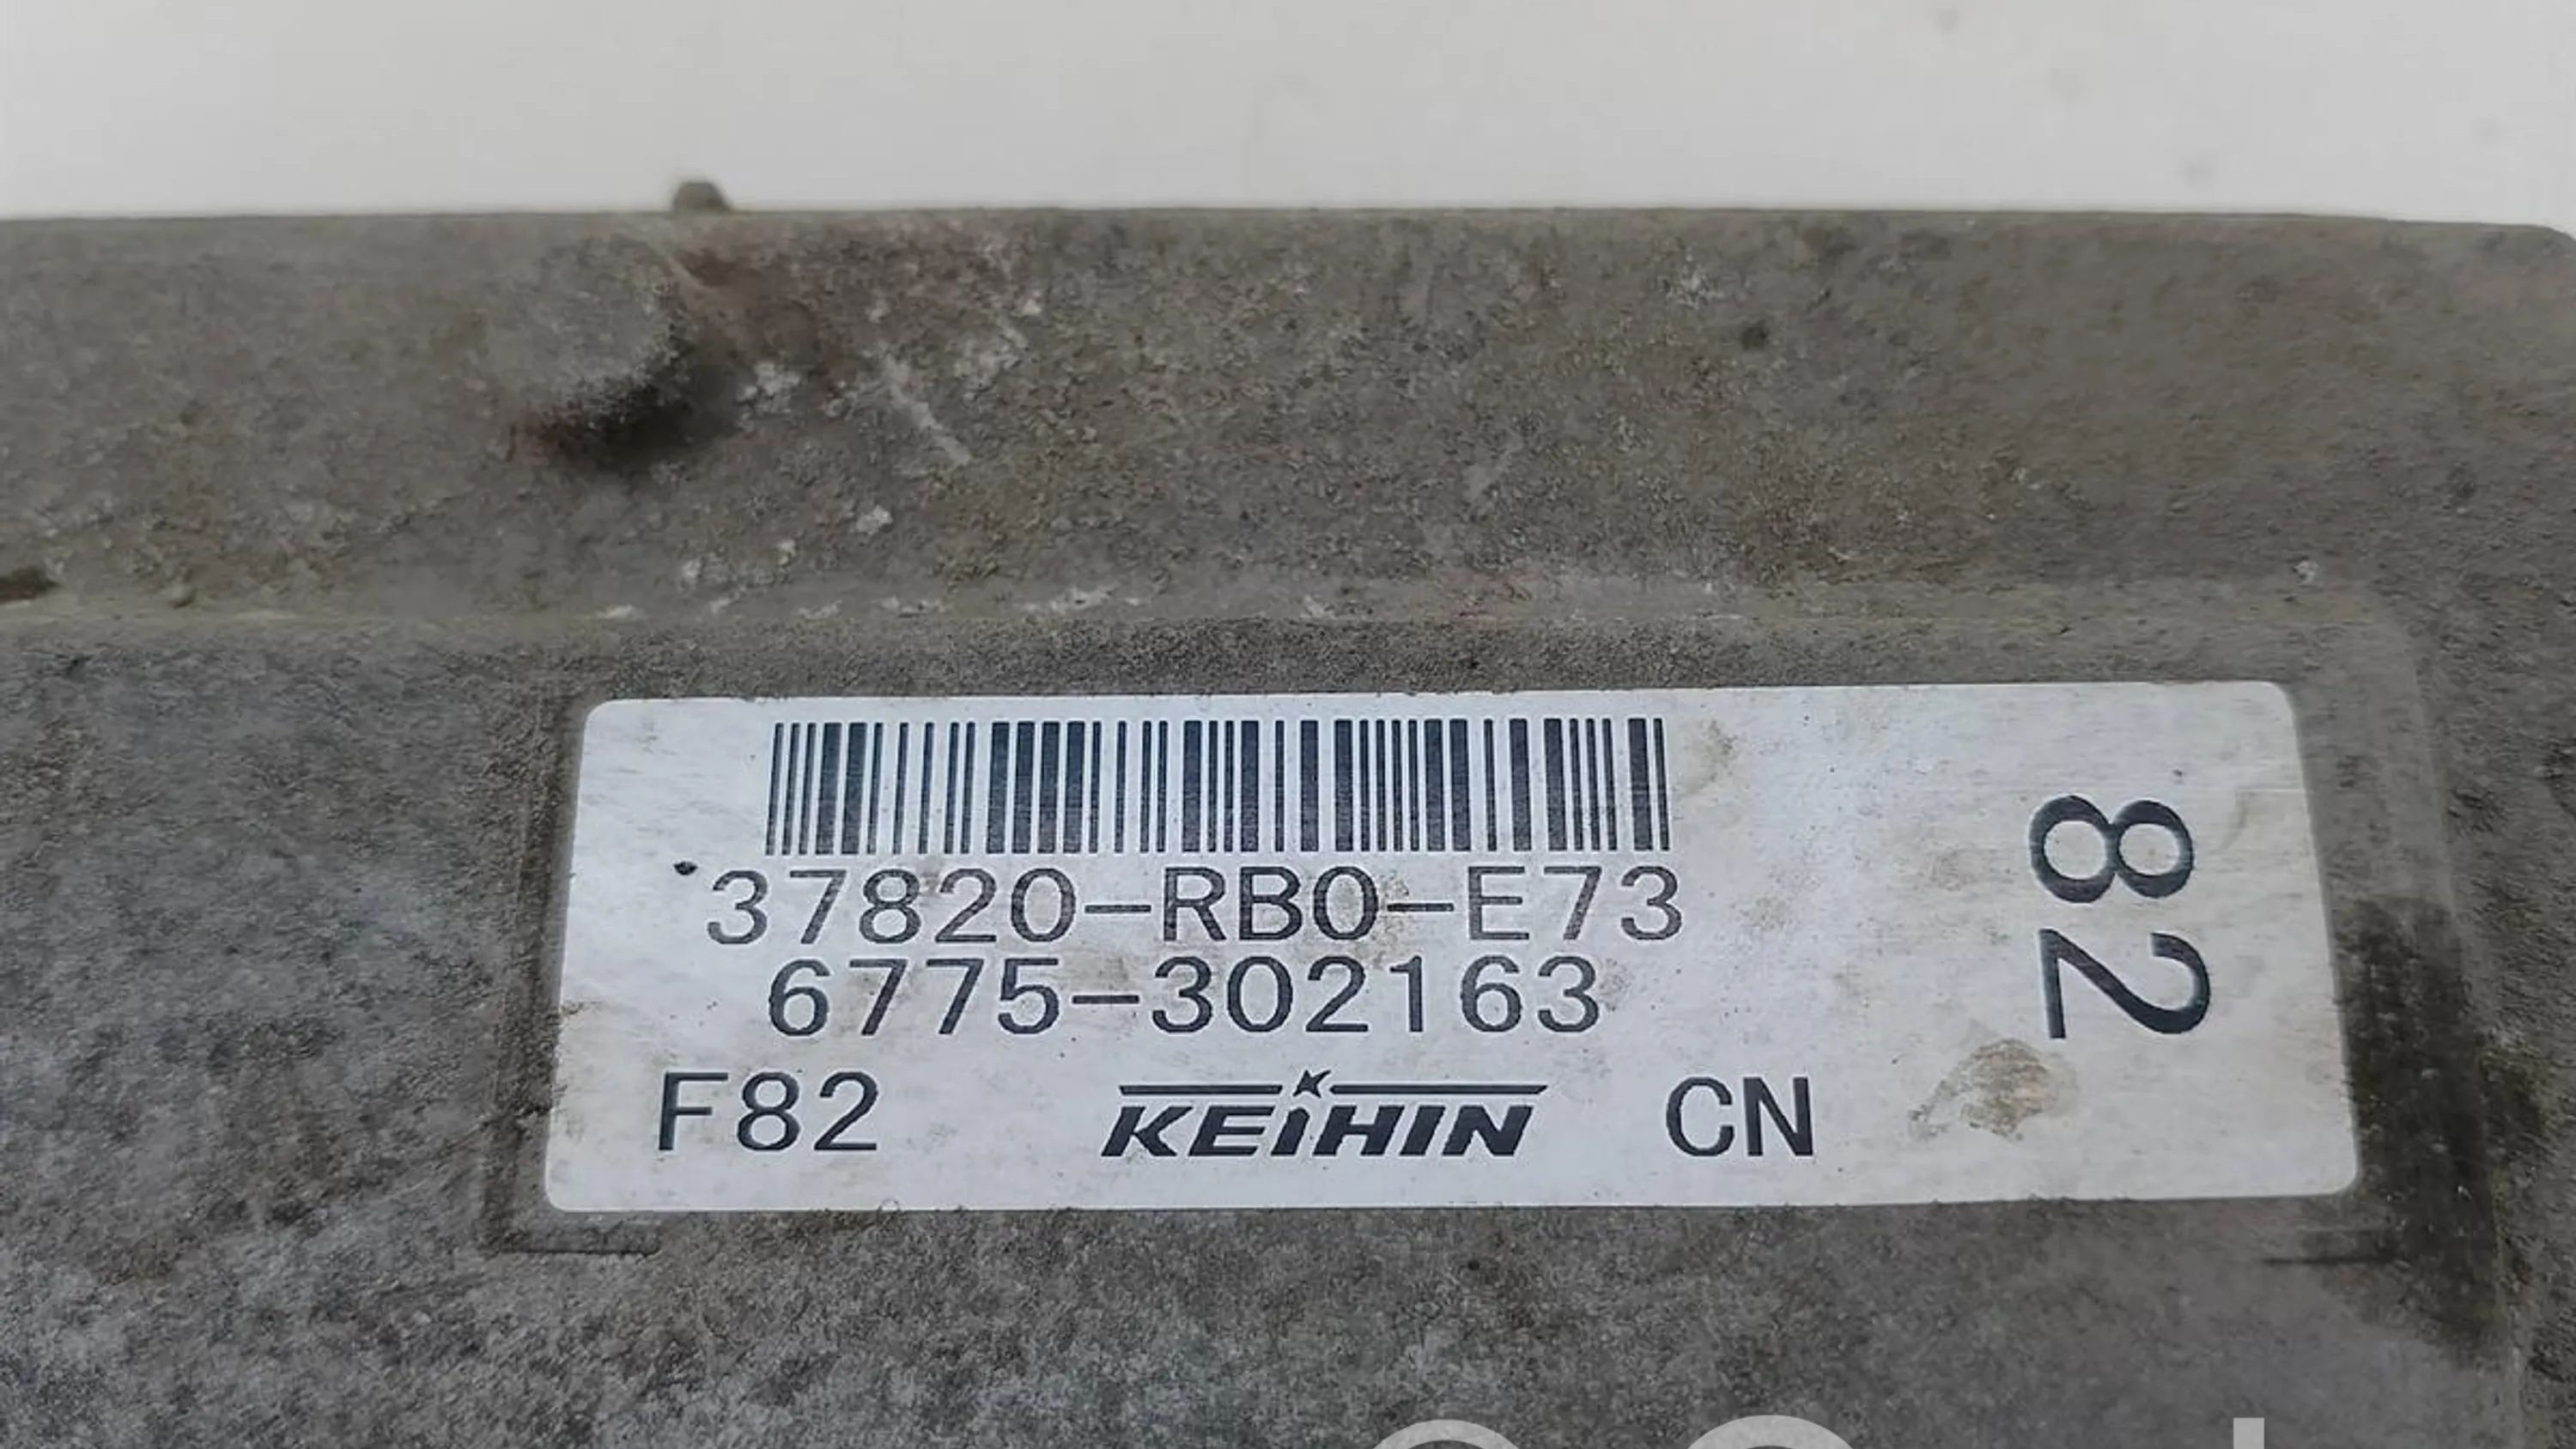 37820-RB0-E73
6775-302163
F82 KEIHIN CN
82